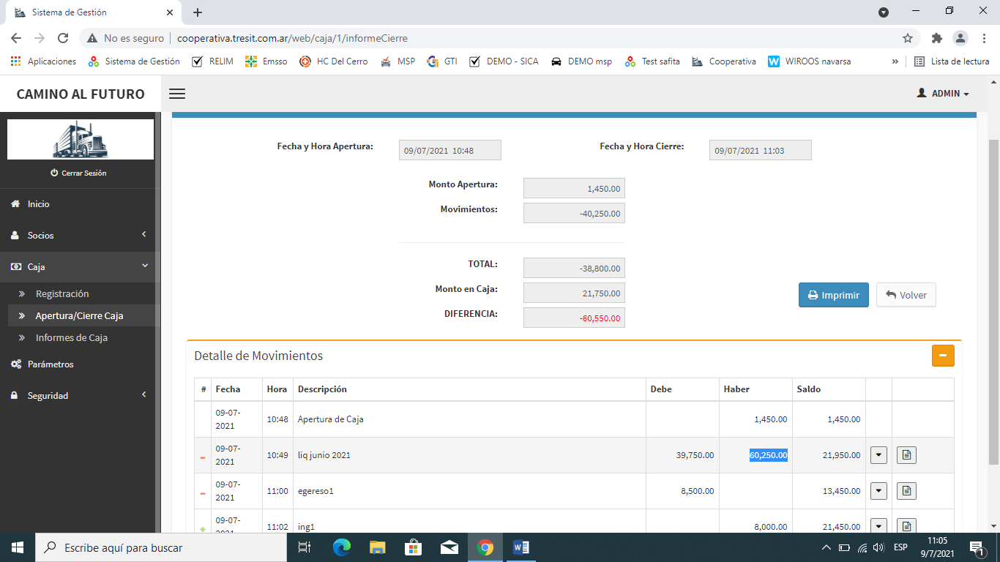 Sistema de Gestión
No es seguro cooperativa.tresit.com.ar/web/caja/1/informeCierre
Aplicaciones Sistema de Gestión RELIM Emsso HC Del Cerro MSP GTI DEMO - SICA DEMO msp Test safita Cooperativa WIROOS navarsa » Lista de lectura
CAMINO AL FUTURO ADMIN
Cerrar Sesión
Inicio
Socios
Caja
Registración
Apertura/Cierre Caja
Informes de Caja
Parámetros
Seguridad
Fecha y Hora Apertura: 09/07/2021 10:48 Fecha y Hora Cierre: 09/07/2021 11:03
Monto Apertura: 1,450.00
Movimientos: -40,250.00
TOTAL: -38,800.00
Monto en Caja: 21,750.00
DIFERENCIA: -60,550.00
Imprimir Volver
Detalle de Movimientos
# Fecha Hora Descripción Debe Haber Saldo
09-07-2021 10:48 Apertura de Caja 1,450.00 1,450.00
09-07-2021 10:49 liq junio 2021 39,750.00 60,250.00 21,950.00
09-07-2021 11:00 egereso1 8,500.00 13,450.00
09-07-2021 11:02 ing1 8,000.00 21,450.00
Escribe aquí para buscar
ESP
11:05
9/7/2021
1